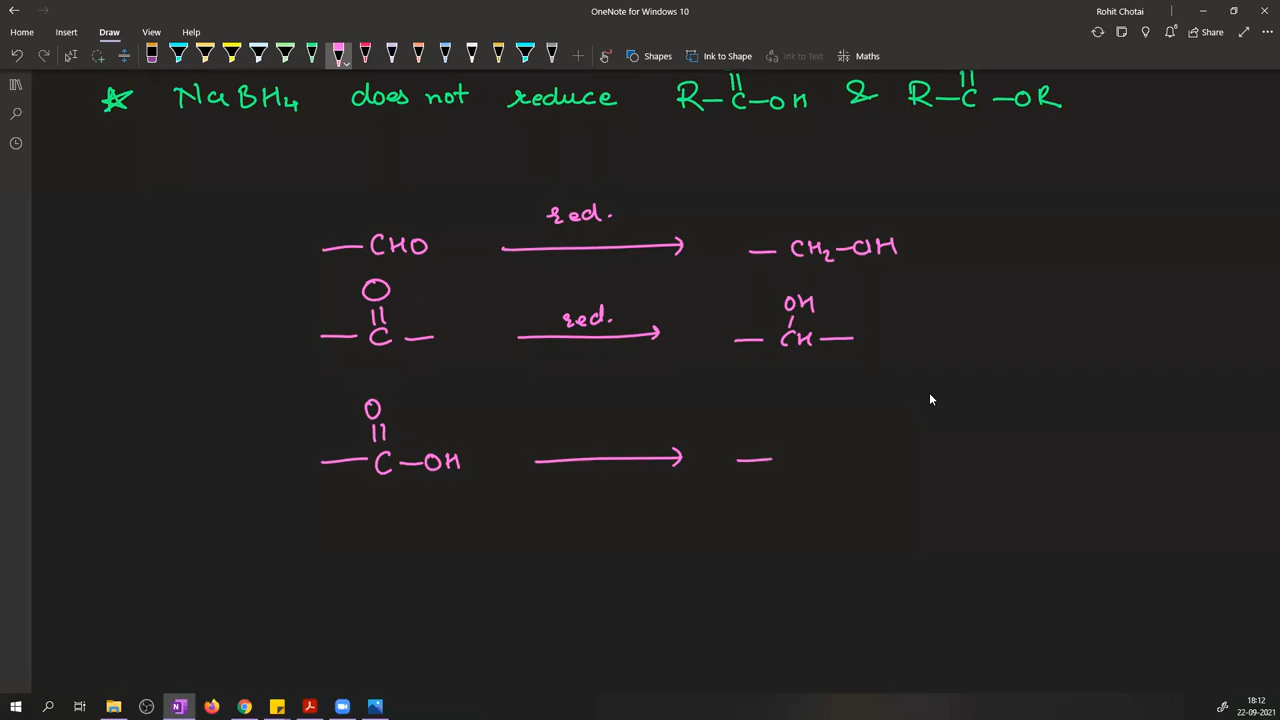 OneNote for Windows 10
Rohit Chotai
Home Insert Draw View Help
Share
Shapes Ink to Shape Ink to Text Maths
NaBH4 does not reduce R-C-OH & R-C-OR
red.
-CHO → -CH2-OH
O
red.
OH
-C- → -CH-
O
-C-OH → -
18:12
22-09-2021